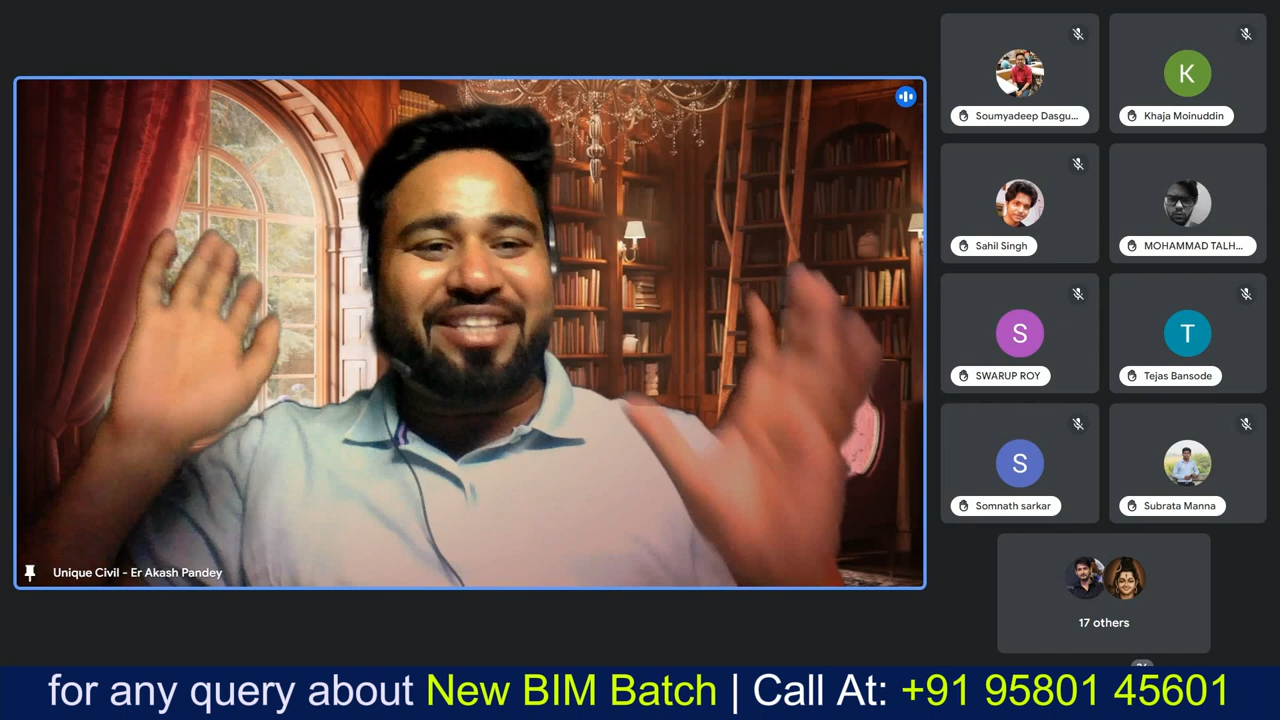 Soumyadeep Dasgu...
K
Khaja Moinuddin
Sahil Singh
MOHAMMAD TALH...
S
SWARUP ROY
T
Tejas Bansode
S
Somnath sarkar
Subrata Manna
17 others
Unique Civil - Er Akash Pandey
for any query about New BIM Batch | Call At: +91 95801 45601